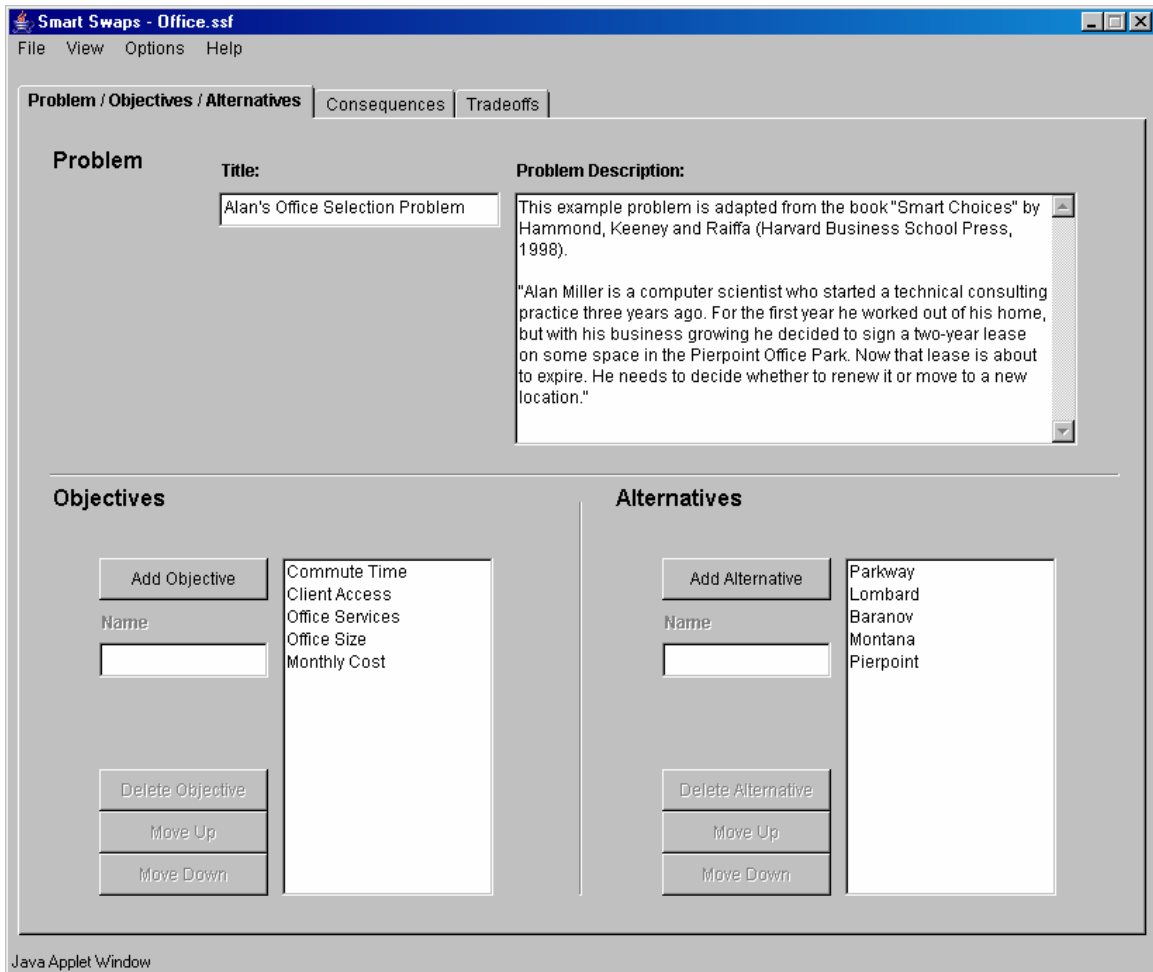 Smart Swaps - Office.ssf
File View Options Help
Problem / Objectives / Alternatives Consequences Tradeoffs
Problem
Title:
Alan's Office Selection Problem
Problem Description:
This example problem is adapted from the book "Smart Choices" by
Hammond, Keeney and Raiffa (Harvard Business School Press,
1998).
"Alan Miller is a computer scientist who started a technical consulting
practice three years ago. For the first year he worked out of his home,
but with his business growing he decided to sign a two-year lease
on some space in the Pierpoint Office Park. Now that lease is about
to expire. He needs to decide whether to renew it or move to a new
location."
Objectives
Add Objective
Name
Commute Time
Client Access
Office Services
Office Size
Monthly Cost
Delete Objective
Move Up
Move Down
Alternatives
Add Alternative
Name
Parkway
Lombard
Baranov
Montana
Pierpoint
Delete Alternative
Move Up
Move Down
Java Applet Window